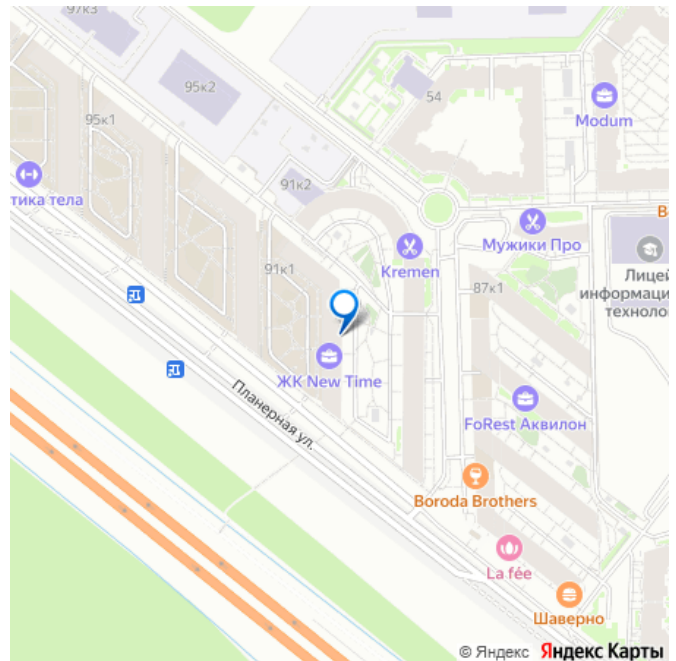 97к3
95к2
54
Modum
95к1
91к2
тика тела
В
Мужики Про
Kremen
Лицей
информаци
техноло
91к1
87к1
ЖК New Time
Планерная ул.
FoRest Аквилон
Boroda Brothers
La fée
Шаверно
© Яндекс Яндекс Карты